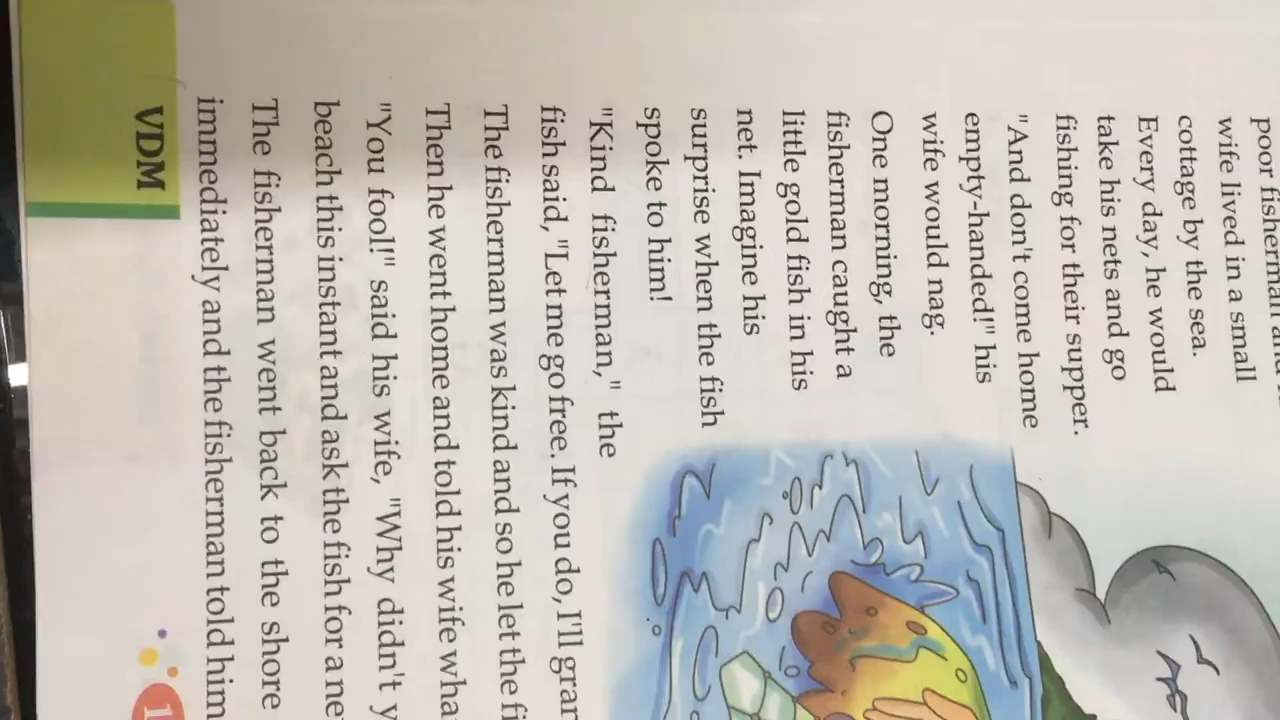 poor fisherman
wife lived in a small
cottage by the sea.
Every day, he would
take his nets and go
fishing for their supper.
"And don't come home
empty-handed!" his
wife would nag.
One morning, the
fisherman caught a
little gold fish in his
net. Imagine his
surprise when the fish
spoke to him!
"Kind fisherman," the
fish said, "Let me go free. If you do, I'll
The fisherman was kind and so he let the
Then he went home and told his wife
"You fool!" said his wife, "Why didn't
beach this instant and ask the fish for a
The fisherman went back to the shore
immediately and the fisherman told him
VDM